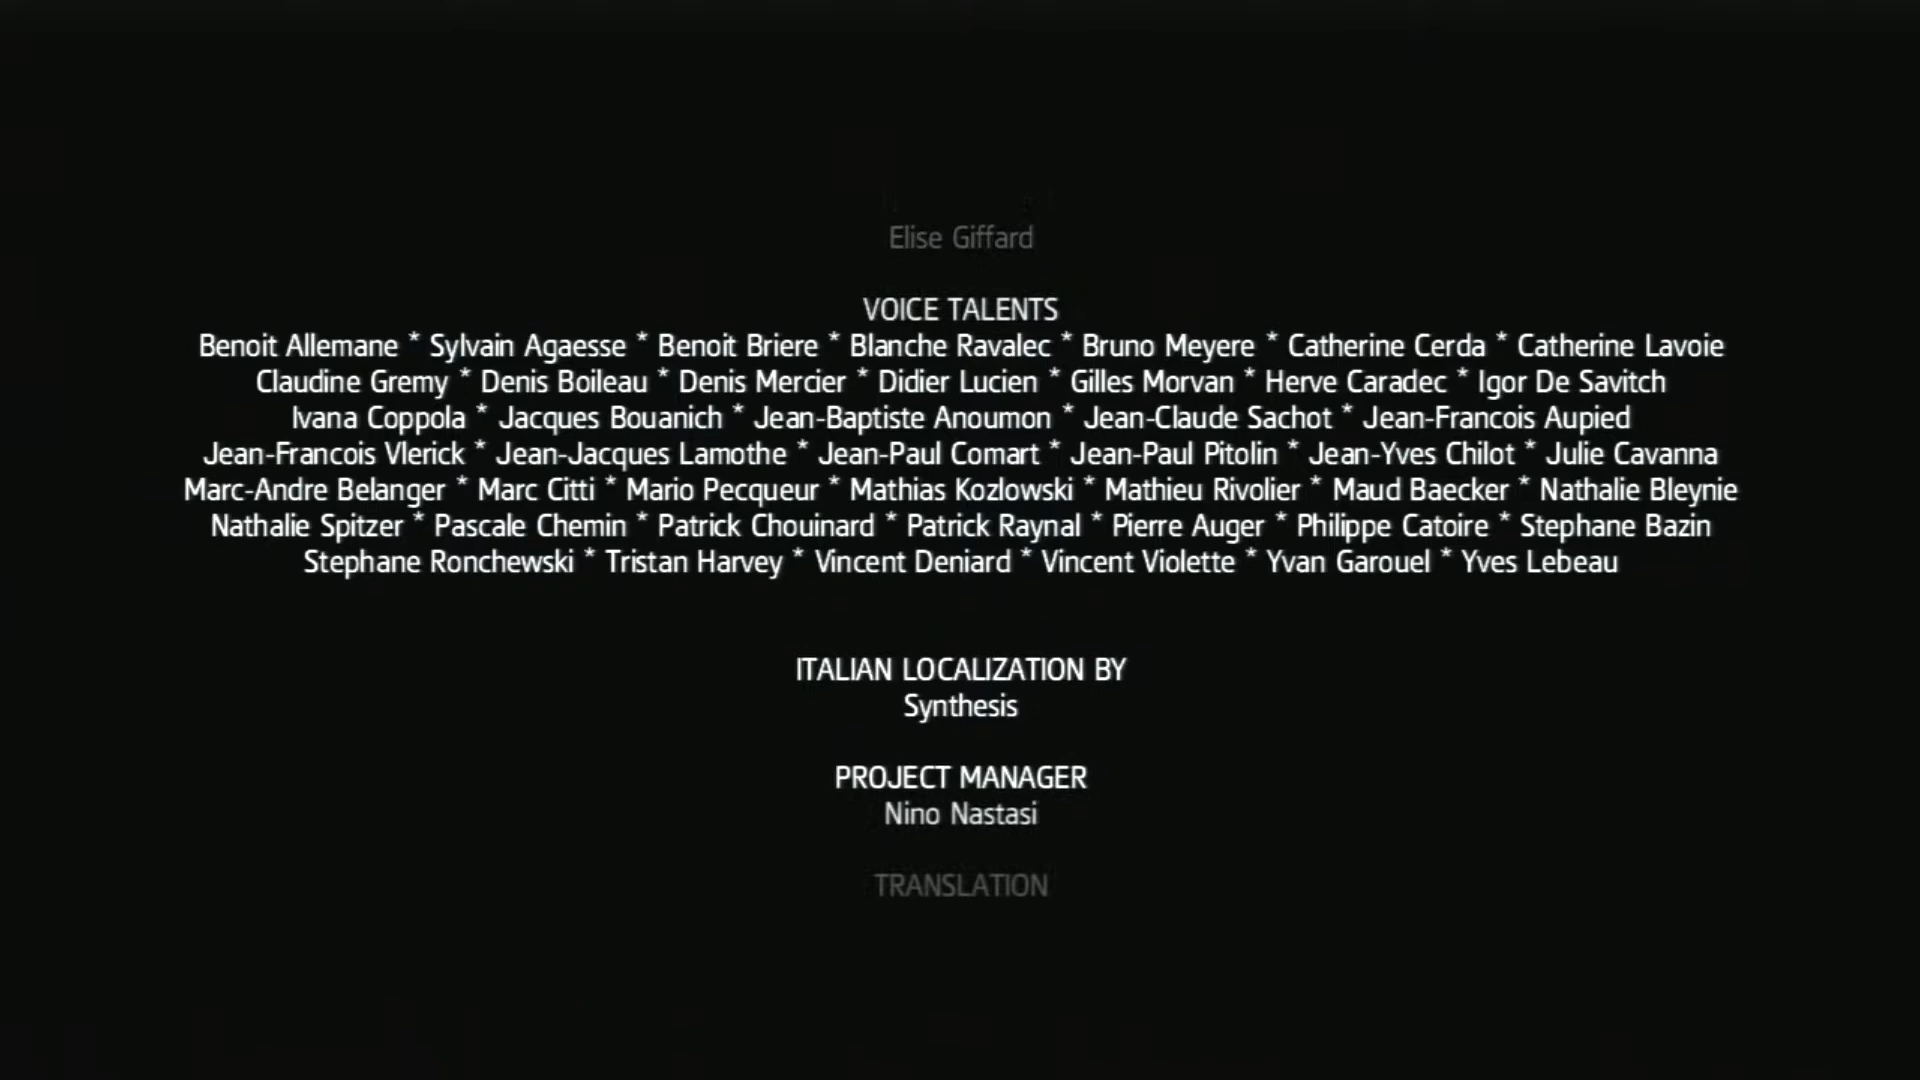 Elise Giffard
VOICE TALENTS
Benoit Allemane * Sylvain Agaesse * Benoit Briere * Blanche Ravalec * Bruno Meyere * Catherine Cerda * Catherine Lavoie
Claudine Gremy * Denis Boileau * Denis Mercier * Didier Lucien * Gilles Morvan * Herve Caradec * Igor De Savitch
Ivana Coppola * Jacques Bouanich * Jean-Baptiste Anoumon * Jean-Claude Sachot * Jean-Francois Aupied
Jean-Francois Vlerick * Jean-Jacques Lamothe * Jean-Paul Comart * Jean-Paul Pitolin * Jean-Yves Chilot * Julie Cavanna
Marc-Andre Belanger * Marc Citti * Mario Pecqueur * Mathias Kozlowski * Mathieu Rivolier * Maud Baecker * Nathalie Bleynie
Nathalie Spitzer * Pascale Chemin * Patrick Chouinard * Patrick Raynal * Pierre Auger * Philippe Catoire * Stephane Bazin
Stephane Ronchewski * Tristan Harvey * Vincent Deniard * Vincent Violette * Yvan Garouel * Yves Lebeau
ITALIAN LOCALIZATION BY
Synthesis
PROJECT MANAGER
Nino Nastasi
TRANSLATION